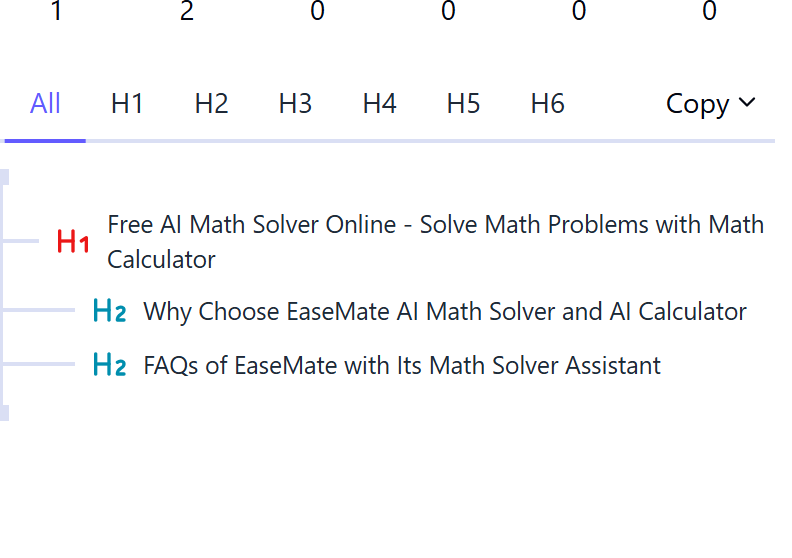 1 2 0 0 0 0
All H1 H2 H3 H4 H5 H6 Copy
H1 Free AI Math Solver Online - Solve Math Problems with Math
Calculator
H2 Why Choose EaseMate AI Math Solver and AI Calculator
H2 FAQs of EaseMate with Its Math Solver Assistant